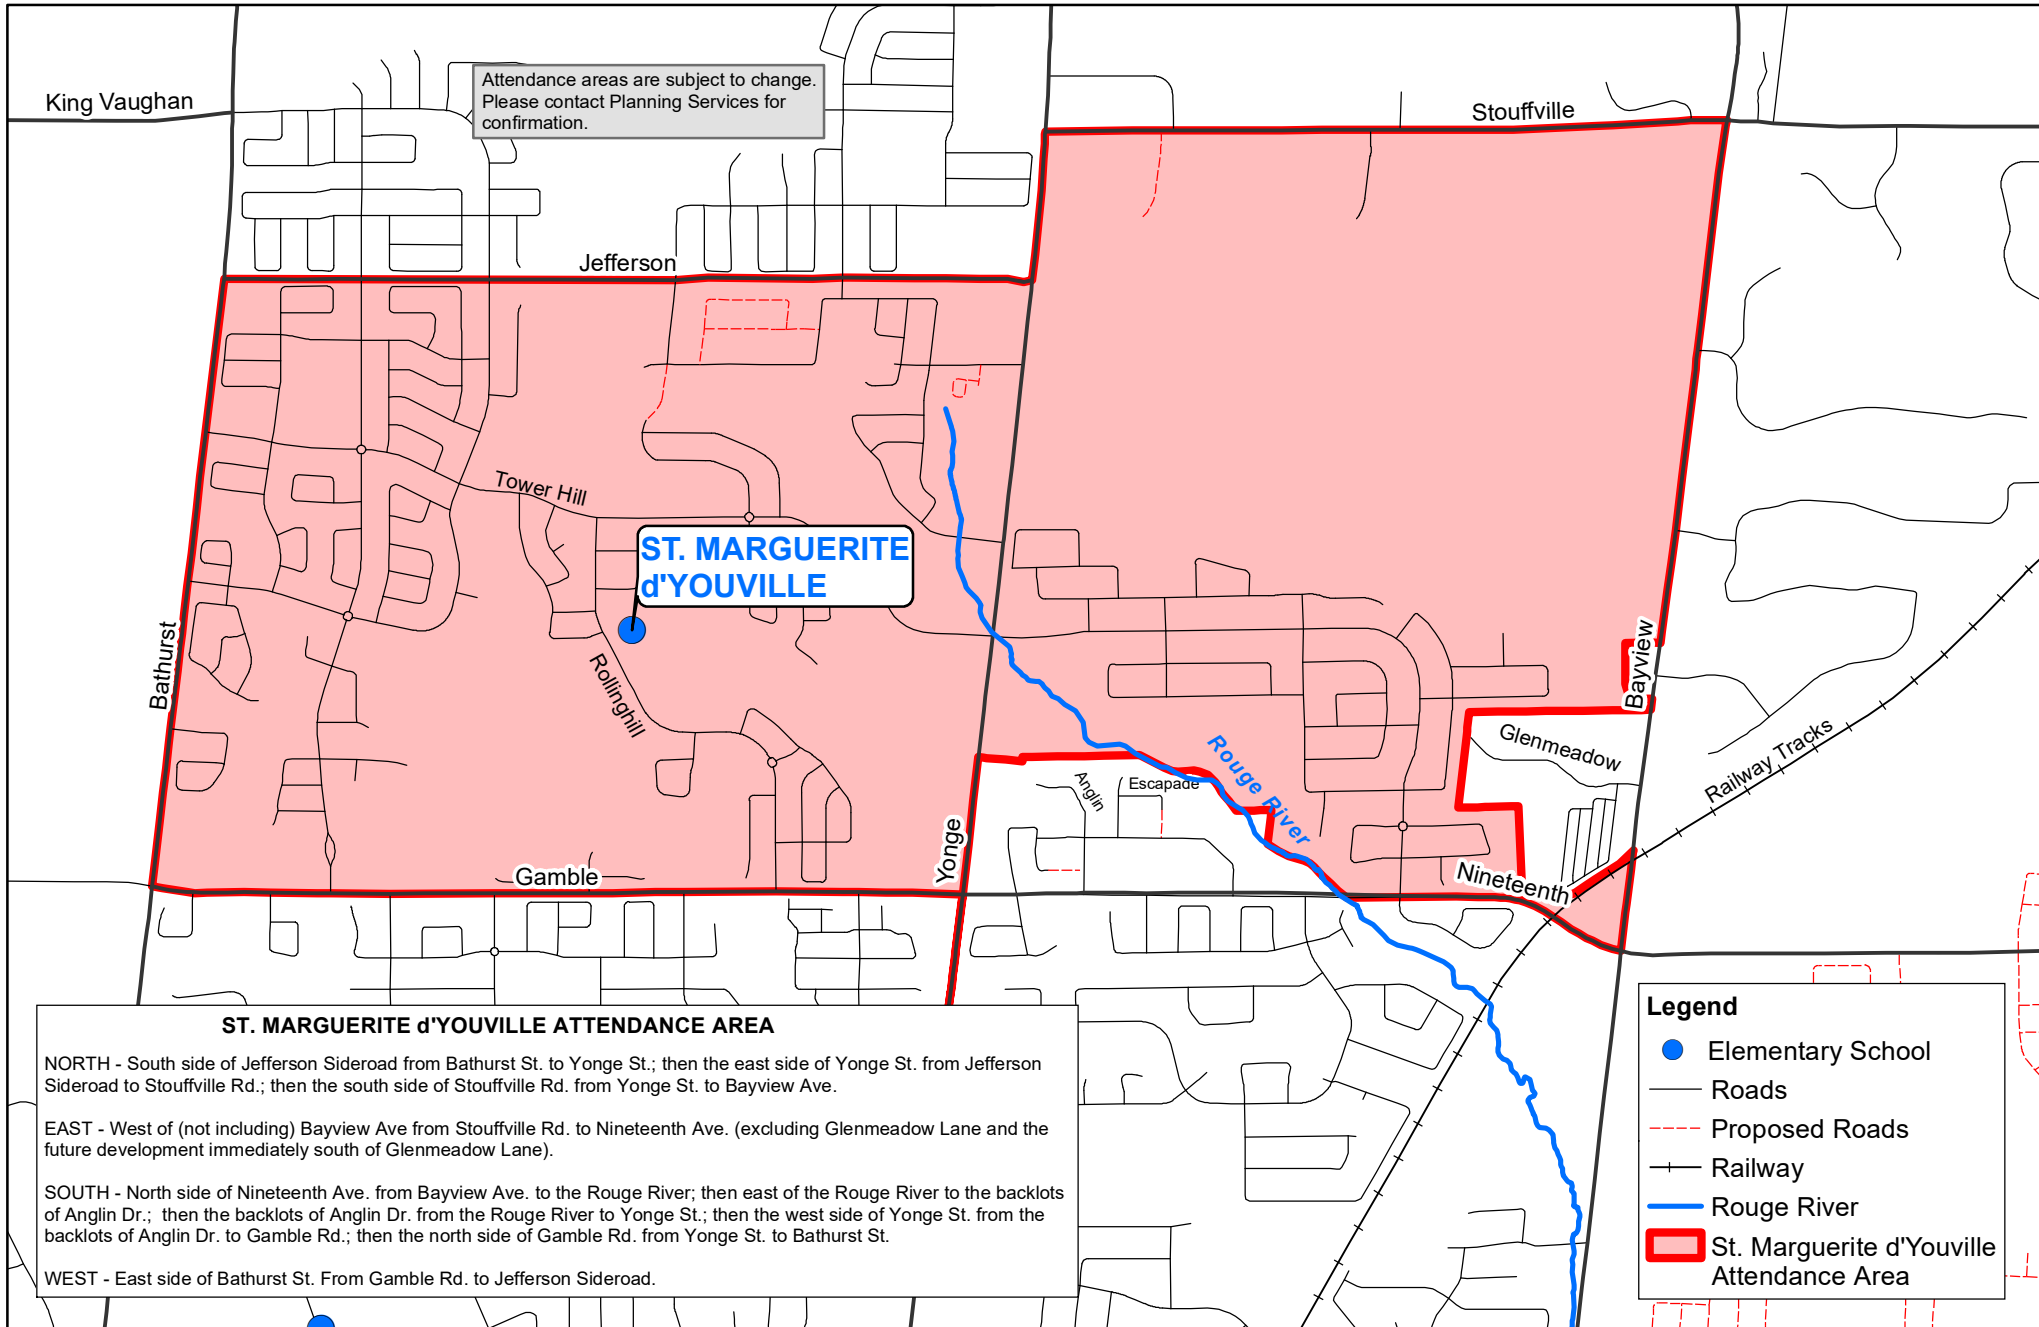 Attendance areas are subject to change.
Please contact Planning Services for
confirmation.
King Vaughan
Stouffville
Jefferson
Tower Hill
ST. MARGUERITE
d'YOUVILLE
Bathurst
Rollinghill
Bayview
Glenmeadow
Railway Tracks
Rouge River
Anglin
Escapade
Yonge
Gamble
Nineteenth
ST. MARGUERITE d'YOUVILLE ATTENDANCE AREA
NORTH - South side of Jefferson Sideroad from Bathurst St. to Yonge St.; then the east side of Yonge St. from Jefferson
Sideroad to Stouffville Rd.; then the south side of Stouffville Rd. from Yonge St. to Bayview Ave.
EAST - West of (not including) Bayview Ave from Stouffville Rd. to Nineteenth Ave. (excluding Glenmeadow Lane and the
future development immediately south of Glenmeadow Lane).
SOUTH - North side of Nineteenth Ave. from Bayview Ave. to the Rouge River; then east of the Rouge River to the backlots
of Anglin Dr.; then the backlots of Anglin Dr. from the Rouge River to Yonge St.; then the west side of Yonge St. from the
backlots of Anglin Dr. to Gamble Rd.; then the north side of Gamble Rd. from Yonge St. to Bathurst St.
WEST - East side of Bathurst St. From Gamble Rd. to Jefferson Sideroad.
Legend
Elementary School
Roads
Proposed Roads
Railway
Rouge River
St. Marguerite d'Youville
Attendance Area